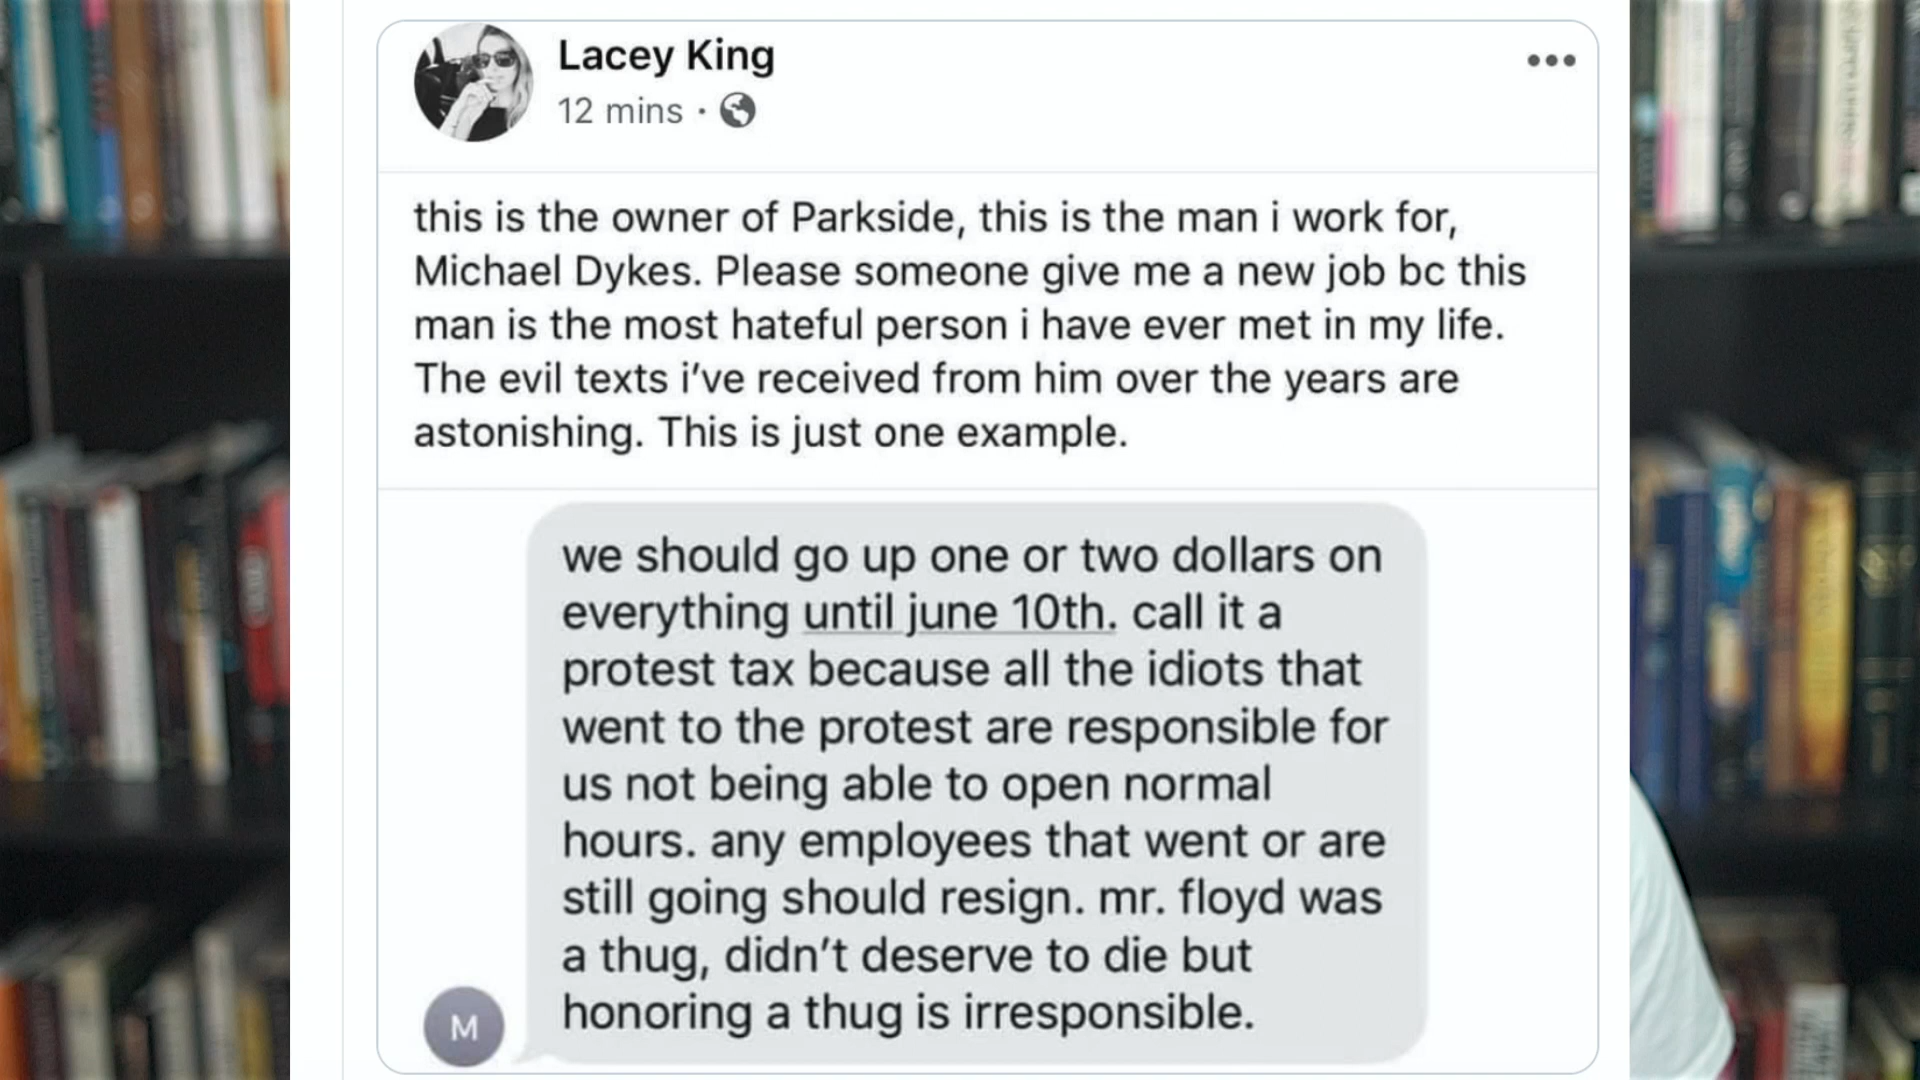 Lacey King
12 mins ·
this is the owner of Parkside, this is the man i work for,
Michael Dykes. Please someone give me a new job bc this
man is the most hateful person i have ever met in my life.
The evil texts i've received from him over the years are
astonishing. This is just one example.
we should go up one or two dollars on
everything until june 10th. call it a
protest tax because all the idiots that
went to the protest are responsible for
us not being able to open normal
hours. any employees that went or are
still going should resign. mr. floyd was
a thug, didn't deserve to die but
honoring a thug is irresponsible.
M